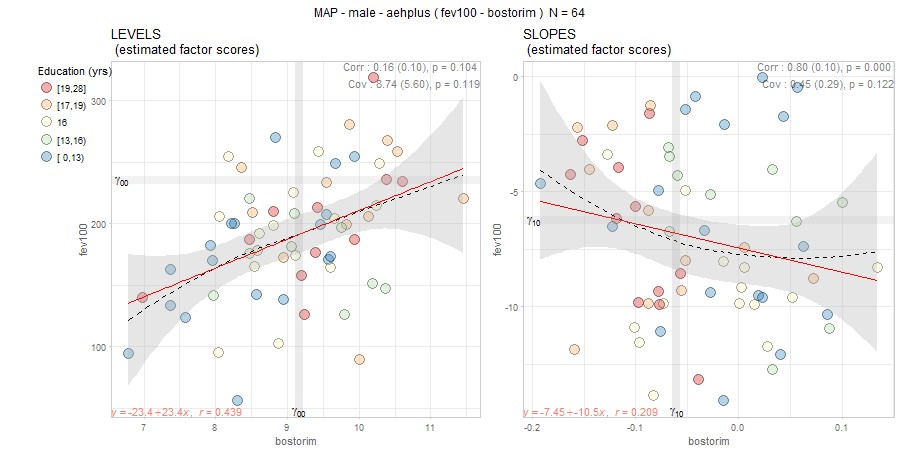 MAP - male - aehplus ( fev100 - bostorim ) N = 64
LEVELS
(estimated factor scores)
Education (yrs)
[19,28]
[17,19)
16
[13,16)
[ 0,13)
Corr : 0.16 (0.10), p = 0.104
Cov : 8.74 (5.60), p = 0.119
300
200
100
fev100
γ00
γ00
y = -23.4+23.4x, r = 0.439
7 8 9 10 11
bostorim
SLOPES
(estimated factor scores)
Corr : 0.80 (0.10), p = 0.000
Cov : 0.45 (0.29), p = 0.122
0
-5
-10
fev100
γ10
γ10
y = -7.45+-10.5x, r = 0.209
-0.2 -0.1 0.0 0.1
bostorim